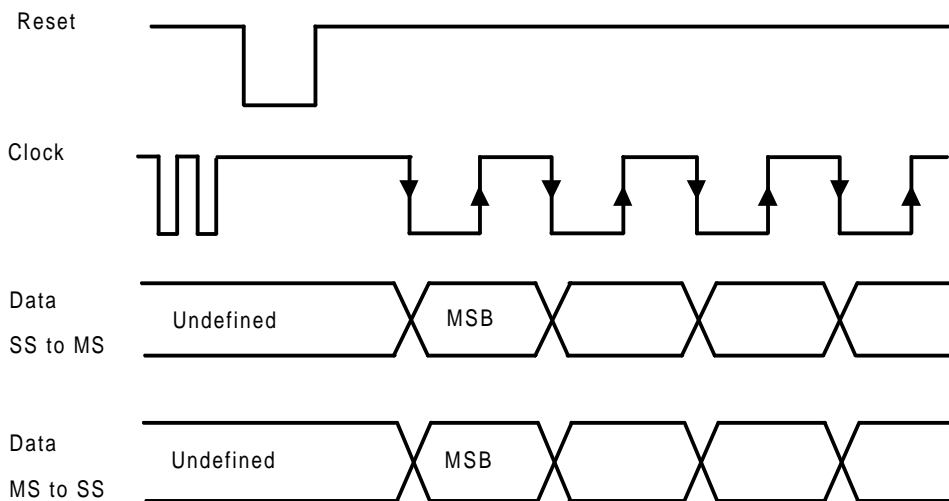 Reset
Clock
Data
SS to MS
Undefined
MSB
Data
MS to SS
Undefined
MSB